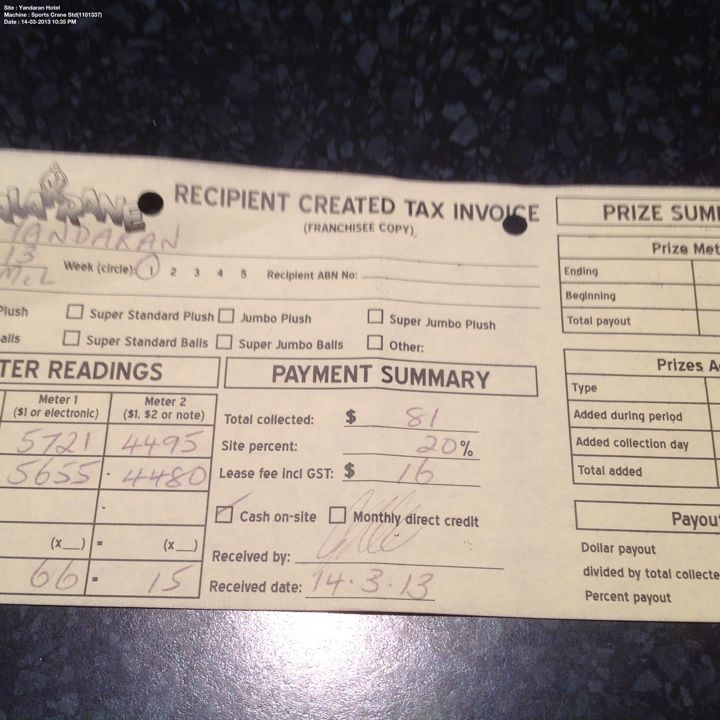 Site : Yandaran Hotel
Machine : Sports Crane Std(1101337)
Date : 14-03-2013 10:35 PM
RECIPIENT CREATED TAX INVOICE
(FRANCHISEE COPY)
YANDARAN
13
Week (circle): 1 2 3 4 5 Recipient ABN No:
Plush Super Standard Plush Jumbo Plush Super Jumbo Plush
alls Super Standard Balls Super Jumbo Balls Other:
TER READINGS
Meter 1 Meter 2
($1 or electronic) ($1, $2 or note)
5721 4495
5655 - 4480
-
(x__) = (x__)
66 = 15
PAYMENT SUMMARY
Total collected: $ 81
Site percent: 20%
Lease fee incl GST: $ 16
Cash on-site Monthly direct credit
Received by:
Received date: 14.3.13
PRIZE SUMM
Prize Met
Ending
Beginning
Total payout
Prizes A
Type
Added during period
Added collection day
Total added
Payou
Dollar payout
divided by total collecte
Percent payout